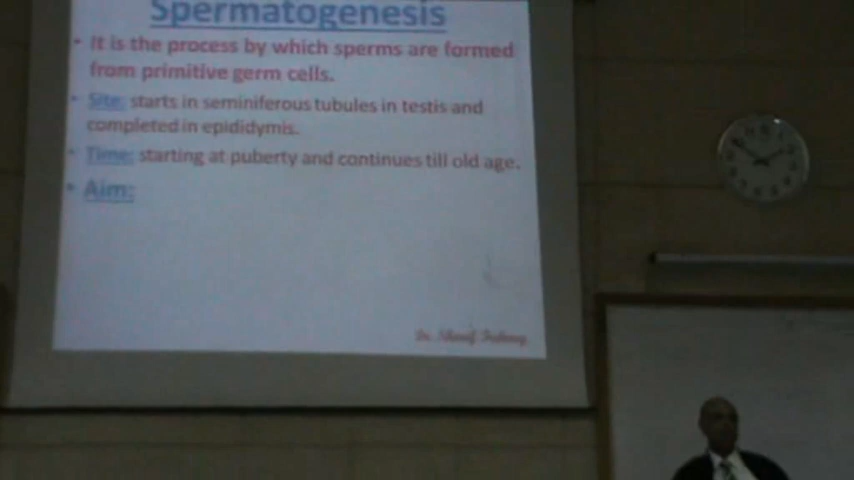 Spermatogenesis
• It is the process by which sperms are formed
from primitive germ cells.
• Site: starts in seminiferous tubules in testis and
completed in epididymis.
• Time: starting at puberty and continues till old age.
• Aim:
Dr.